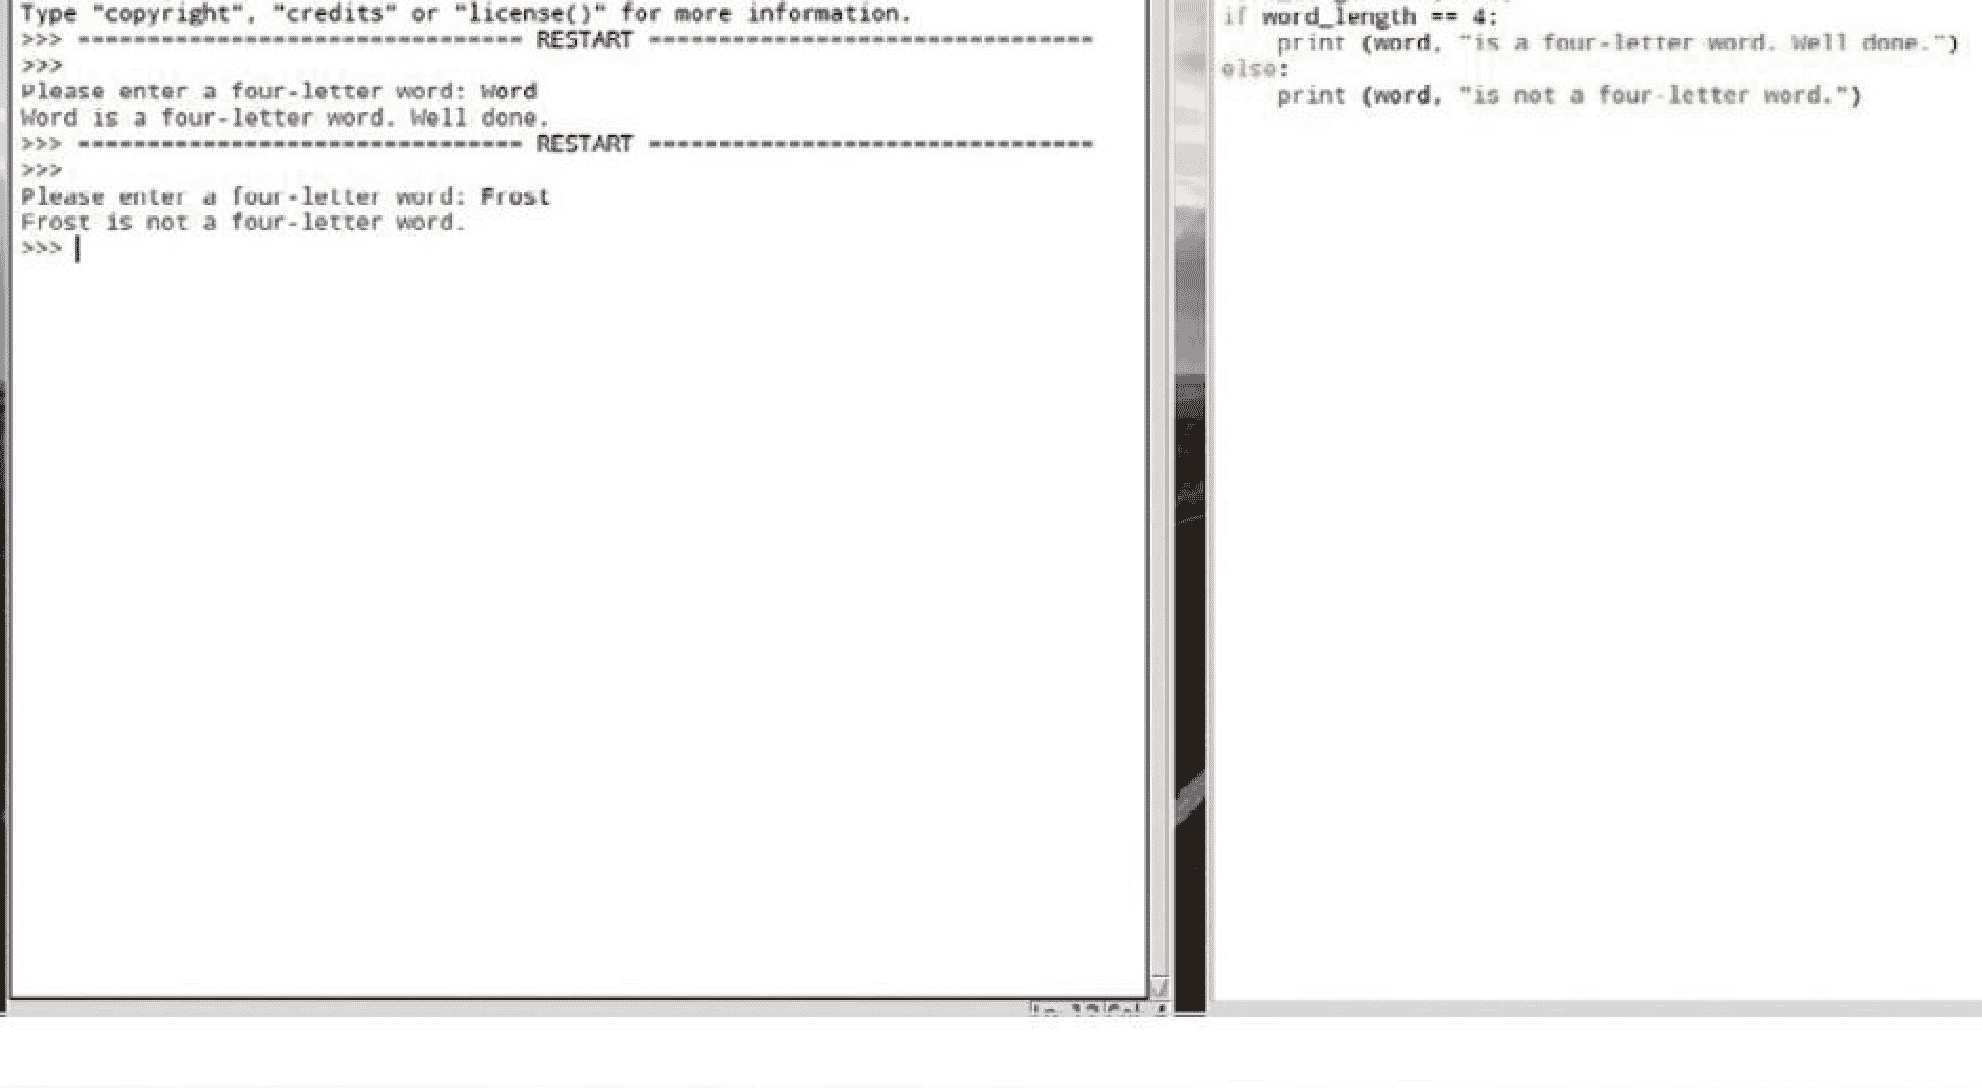 Type "copyright", "credits" or "license()" for more information.
>>> ================================ RESTART ================================
>>>
Please enter a four-letter word: Word
Word is a four-letter word. Well done.
>>> ================================ RESTART ================================
>>>
Please enter a four-letter word: Frost
Frost is not a four-letter word.
>>>
if word_length == 4:
    print (word, "is a four-letter word. Well done.")
else:
    print (word, "is not a four-letter word.")